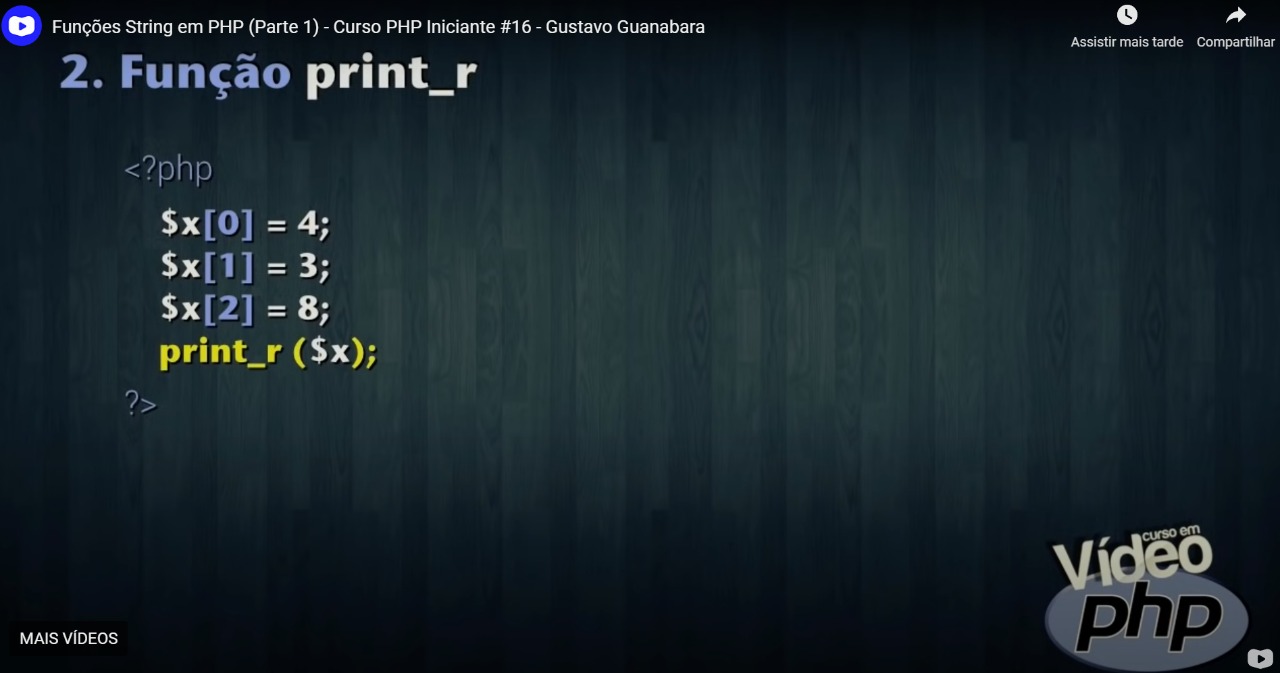 Funções String em PHP (Parte 1) - Curso PHP Iniciante #16 - Gustavo Guanabara
Assistir mais tarde
Compartilhar
2. Função print_r
<?php
$x[0] = 4;
$x[1] = 3;
$x[2] = 8;
print_r ($x);
?>
curso em
Vídeo
php
MAIS VÍDEOS